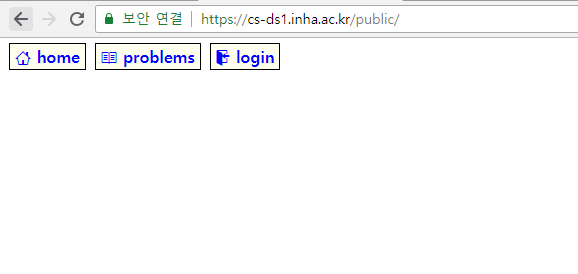 보안 연결 | https://cs-ds1.inha.ac.kr/public/
home problems login